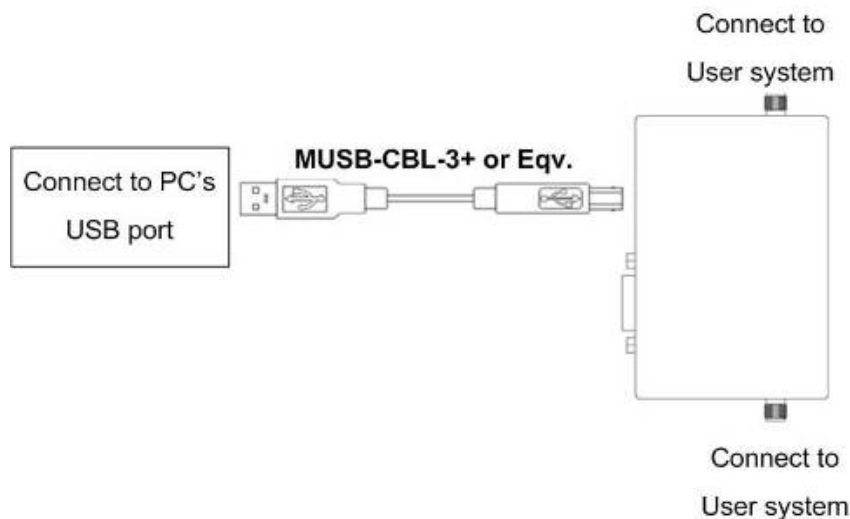 Connect to
User system
MUSB-CBL-3+ or Eqv.
Connect to PC's
USB port
Connect to
User system